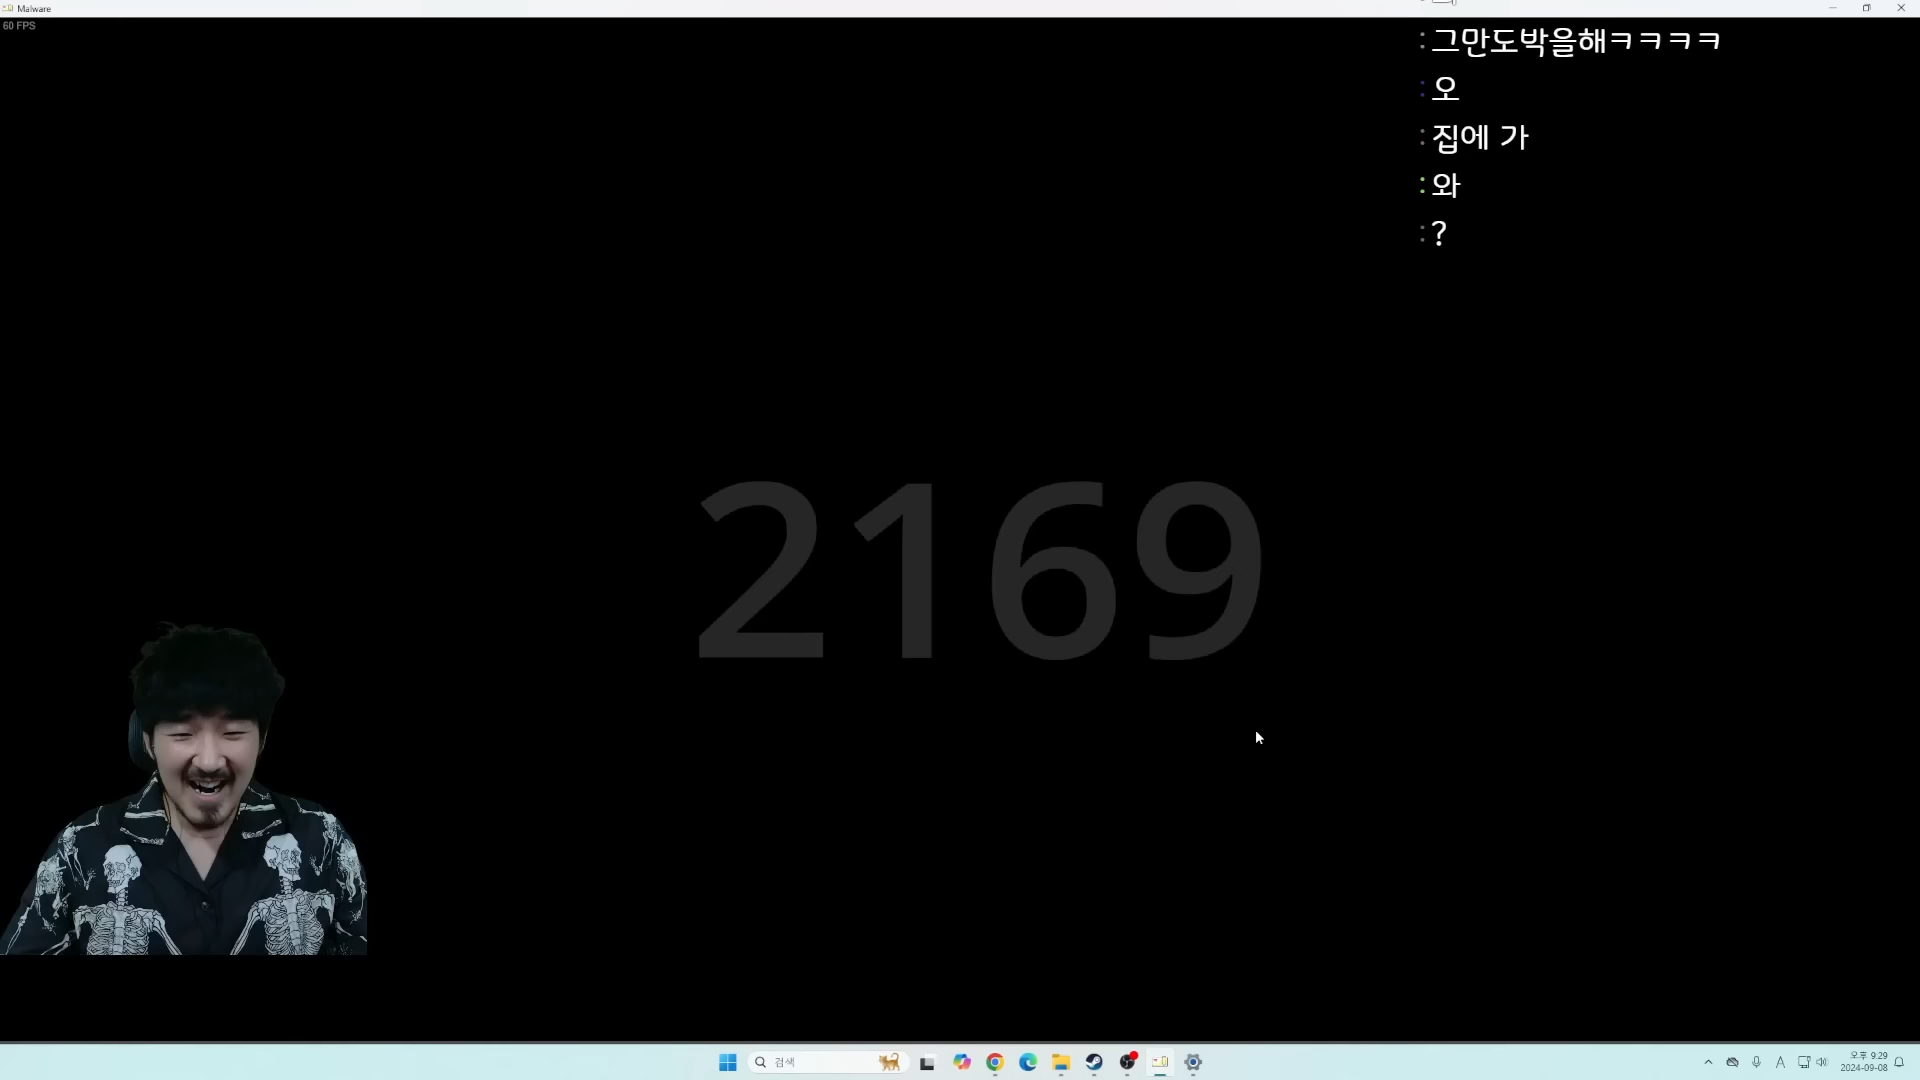 Malware
60 FPS
: 그만도박을해ㅋㅋㅋㅋ
: 오
: 집에 가
: 와
: ?
2169
검색
A
오후 9:29
2024-09-08